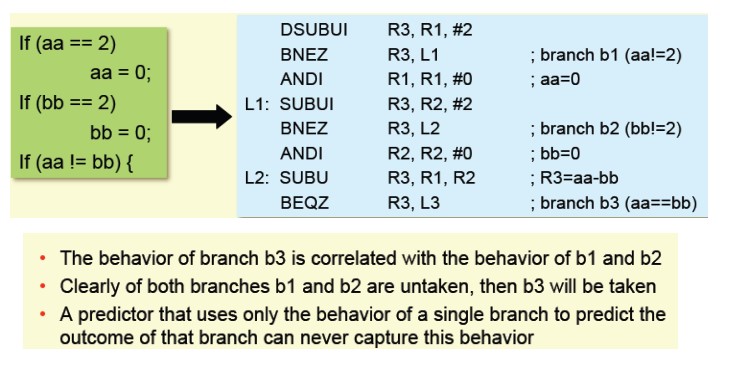 If (aa == 2)
aa = 0;
If (bb == 2)
bb = 0;
If (aa != bb) {
DSUBUI R3, R1, #2
BNEZ R3, L1 ; branch b1 (aa!=2)
ANDI R1, R1, #0 ; aa=0
L1: SUBUI R3, R2, #2
BNEZ R3, L2 ; branch b2 (bb!=2)
ANDI R2, R2, #0 ; bb=0
L2: SUBU R3, R1, R2 ; R3=aa-bb
BEQZ R3, L3 ; branch b3 (aa==bb)
• The behavior of branch b3 is correlated with the behavior of b1 and b2
• Clearly of both branches b1 and b2 are untaken, then b3 will be taken
• A predictor that uses only the behavior of a single branch to predict the
outcome of that branch can never capture this behavior